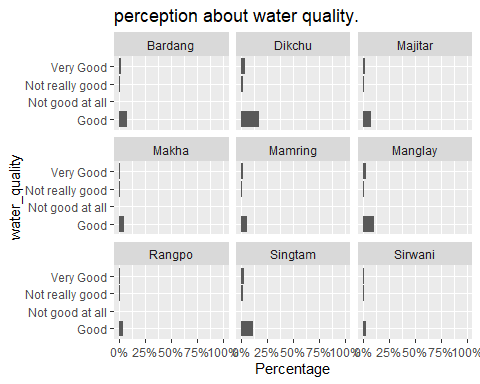 perception about water quality.
Bardang Dikchu Majitar
Very Good
Not really good
Not good at all
Good
Makha Mamring Manglay
Very Good
Not really good
Not good at all
Good
Rangpo Singtam Sirwani
Very Good
Not really good
Not good at all
Good
0% 25% 50% 75% 100% 0% 25% 50% 75% 100% 0% 25% 50% 75% 100%
Percentage
water_quality